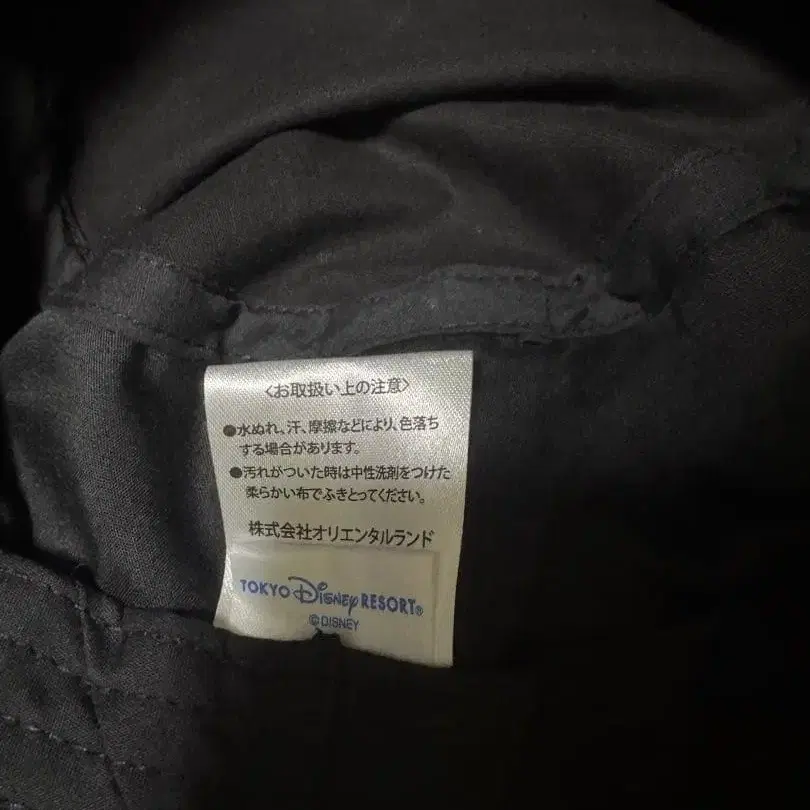 〈お取扱い上の注意〉
●水ぬれ、汗、摩擦などにより、色落ち
する場合があります。
●汚れがついた時は中性洗剤をつけた
柔らかい布でふきとってください。
株式会社オリエンタルランド
TOKYO Disney RESORT®
©DISNEY